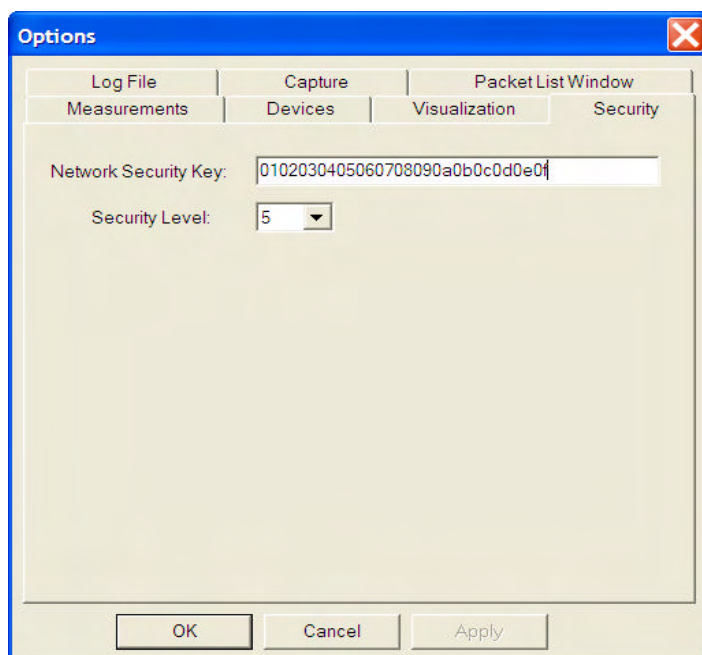 Options
Log File Capture Packet List Window
Measurements Devices Visualization Security
Network Security Key: 0102030405060708090a0b0c0d0e0f
Security Level: 5
OK Cancel Apply